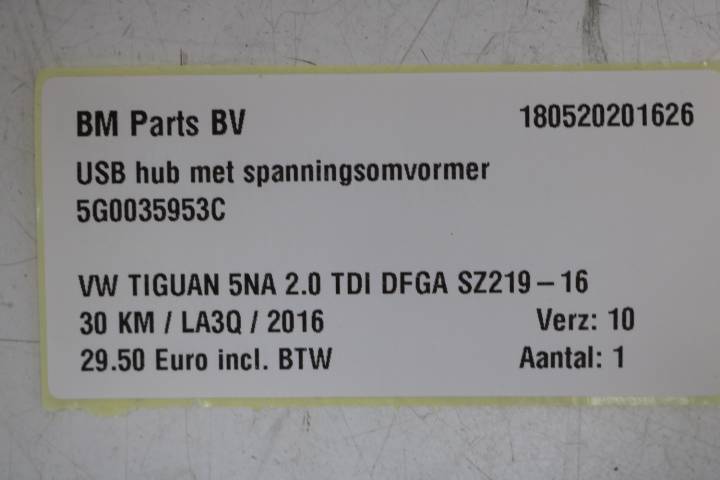 BM Parts BV 180520201626
USB hub met spanningsomvormer
5G0035953C
VW TIGUAN 5NA 2.0 TDI DFGA SZ219 – 16
30 KM / LA3Q / 2016 Verz: 10
29.50 Euro incl. BTW Aantal: 1